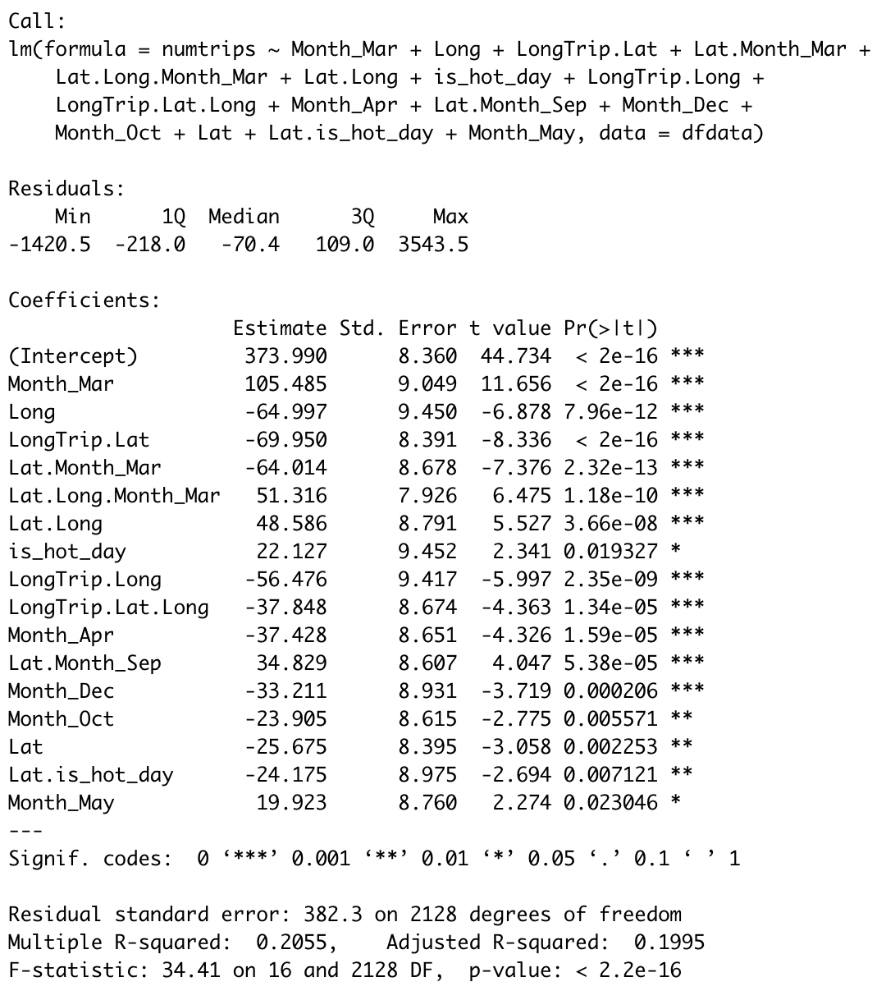 Call:
lm(formula = numtrips ~ Month_Mar + Long + LongTrip.Lat + Lat.Month_Mar +
    Lat.Long.Month_Mar + Lat.Long + is_hot_day + LongTrip.Long +
    LongTrip.Lat.Long + Month_Apr + Lat.Month_Sep + Month_Dec +
    Month_Oct + Lat + Lat.is_hot_day + Month_May, data = dfdata)

Residuals:
    Min      1Q  Median      3Q     Max
-1420.5  -218.0   -70.4   109.0  3543.5

Coefficients:
                   Estimate Std. Error t value Pr(>|t|)
(Intercept)         373.990      8.360  44.734  < 2e-16 ***
Month_Mar           105.485      9.049  11.656  < 2e-16 ***
Long                -64.997      9.450  -6.878 7.96e-12 ***
LongTrip.Lat        -69.950      8.391  -8.336  < 2e-16 ***
Lat.Month_Mar       -64.014      8.678  -7.376 2.32e-13 ***
Lat.Long.Month_Mar   51.316      7.926   6.475 1.18e-10 ***
Lat.Long             48.586      8.791   5.527 3.66e-08 ***
is_hot_day           22.127      9.452   2.341 0.019327 *
LongTrip.Long       -56.476      9.417  -5.997 2.35e-09 ***
LongTrip.Lat.Long   -37.848      8.674  -4.363 1.34e-05 ***
Month_Apr           -37.428      8.651  -4.326 1.59e-05 ***
Lat.Month_Sep        34.829      8.607   4.047 5.38e-05 ***
Month_Dec           -33.211      8.931  -3.719 0.000206 ***
Month_Oct           -23.905      8.615  -2.775 0.005571 **
Lat                 -25.675      8.395  -3.058 0.002253 **
Lat.is_hot_day      -24.175      8.975  -2.694 0.007121 **
Month_May            19.923      8.760   2.274 0.023046 *
---
Signif. codes:  0 ‘***’ 0.001 ‘**’ 0.01 ‘*’ 0.05 ‘.’ 0.1 ‘ ’ 1

Residual standard error: 382.3 on 2128 degrees of freedom
Multiple R-squared:  0.2055,    Adjusted R-squared:  0.1995
F-statistic: 34.41 on 16 and 2128 DF,  p-value: < 2.2e-16